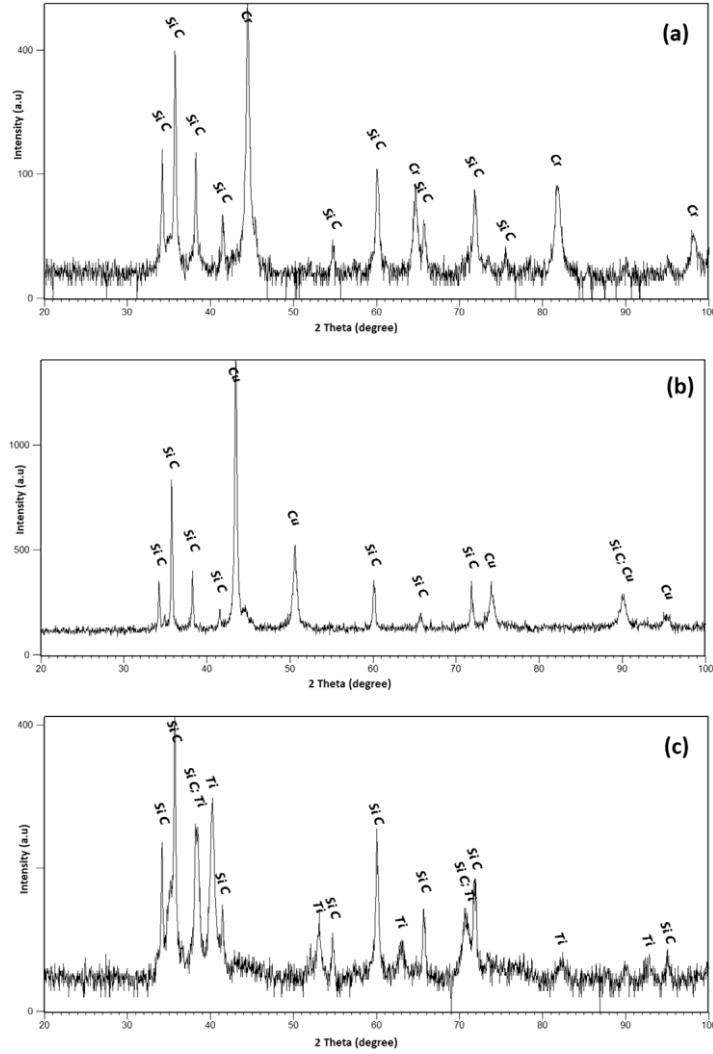 (a)
Si C
Si C
Si C
Si C
Cr
Si C
Si C
Cr
Si C
Si C
Si C
Cr
Cr
Intensity (a.u)
400
100
0
20 30 40 50 60 70 80 90 100
2 Theta (degree)
(b)
Si C
Si C
Si C
Si C
Cu
Cu
Si C
Si C
Si C
Cu
Si C; Cu
Cu
Intensity (a.u)
1000
500
0
20 30 40 50 60 70 80 90 100
2 Theta (degree)
(c)
Si C
Si C
Si C; Ti
Ti
Si C
Ti
Si C
Si C
Ti
Si C
Si C; Ti
Si C
Ti
Ti
Si C
Intensity (a.u)
400
200
0
20 30 40 50 60 70 80 90 100
2 Theta (degree)